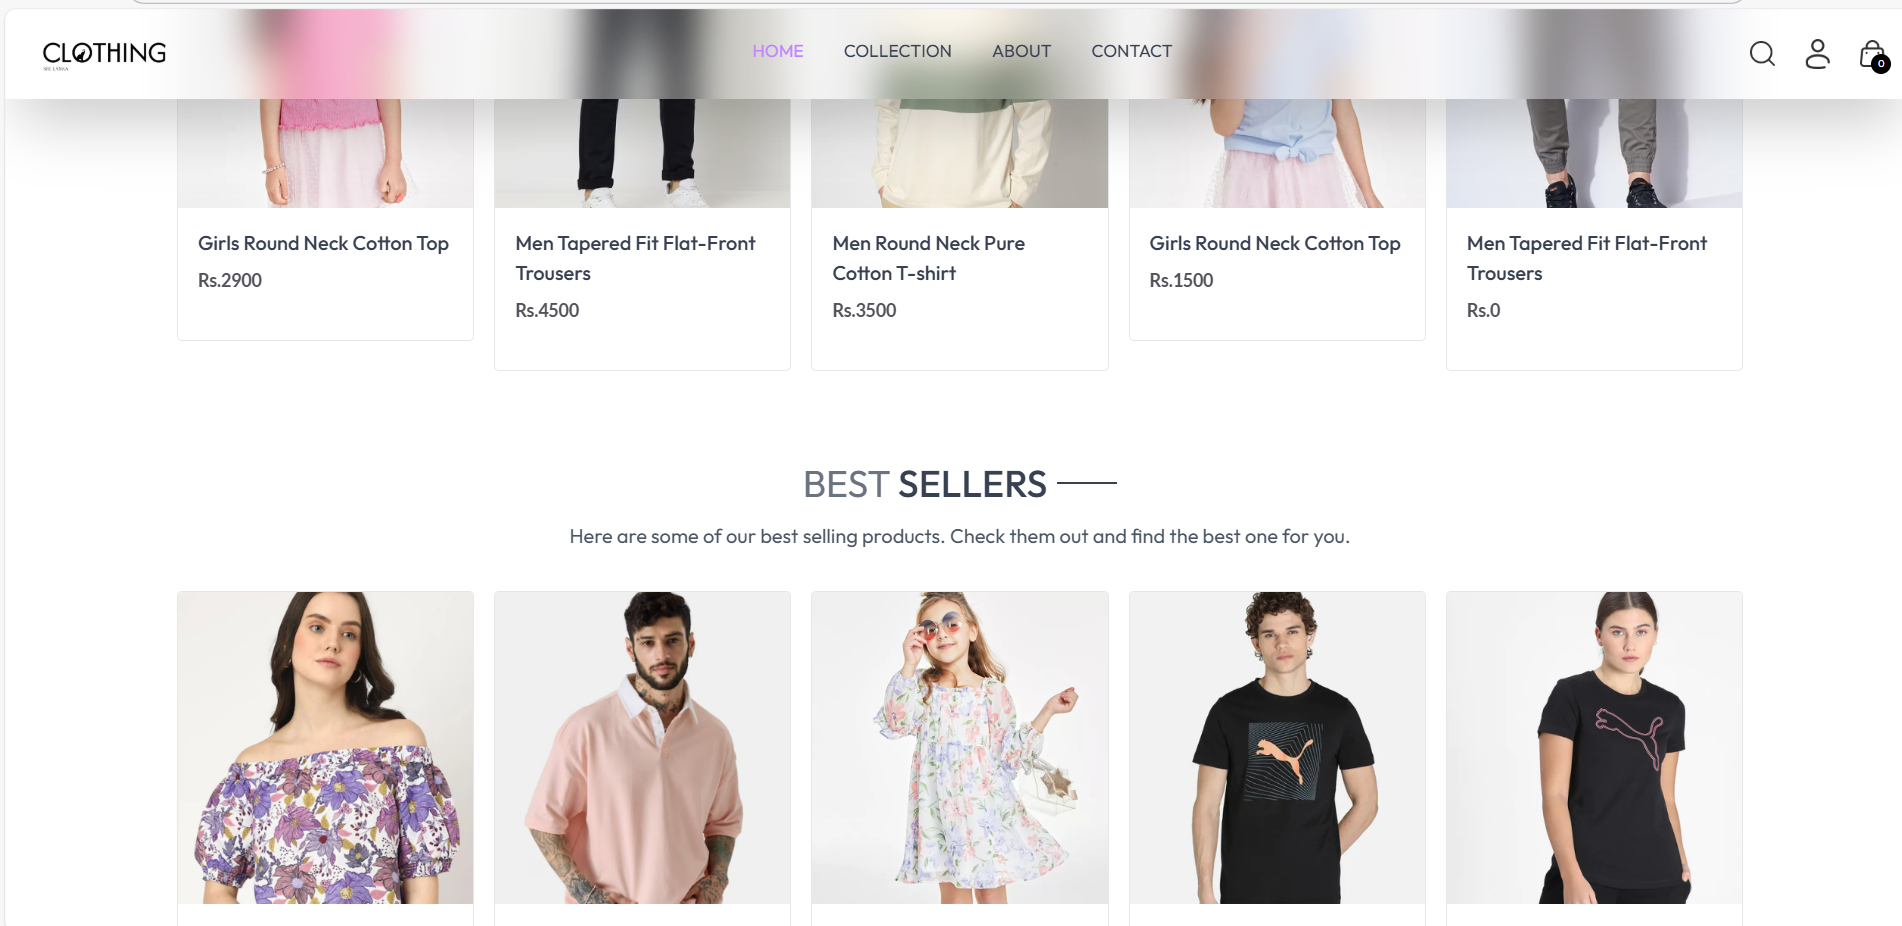 CLOTHING
SRI LANKA
HOME COLLECTION ABOUT CONTACT
0
Girls Round Neck Cotton Top
Rs.2900
Men Tapered Fit Flat-Front
Trousers
Rs.4500
Men Round Neck Pure
Cotton T-shirt
Rs.3500
Girls Round Neck Cotton Top
Rs.1500
Men Tapered Fit Flat-Front
Trousers
Rs.0
BEST SELLERS
Here are some of our best selling products. Check them out and find the best one for you.